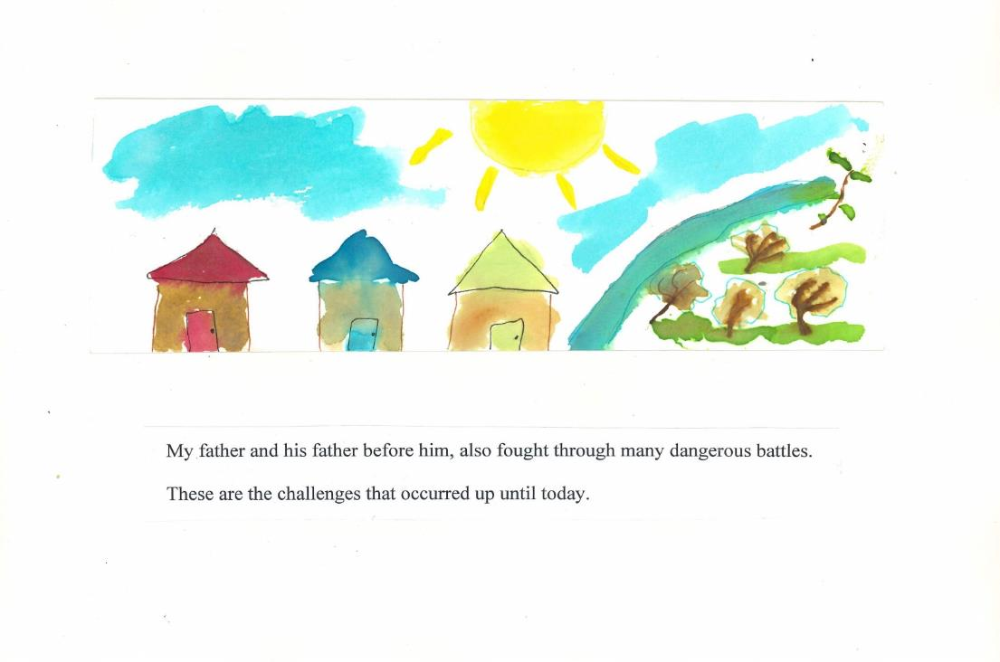 My father and his father before him, also fought through many dangerous battles.
These are the challenges that occurred up until today.